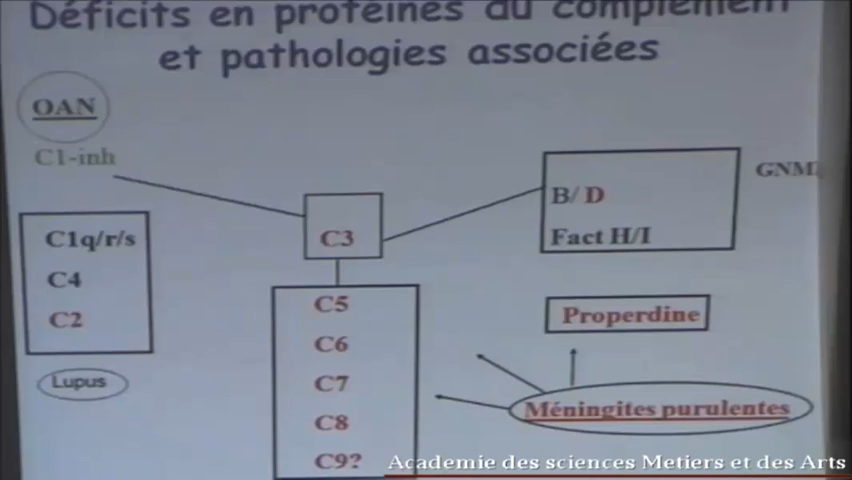 Déficits en protéines du complément
et pathologies associées
OAN
C1-inh
C1q/r/s
C4
C2
Lupus
C3
C5
C6
C7
C8
C9?
B/ D
Fact H/I
GNM
Properdine
Méningites purulentes
Academie des sciences Metiers et des Arts